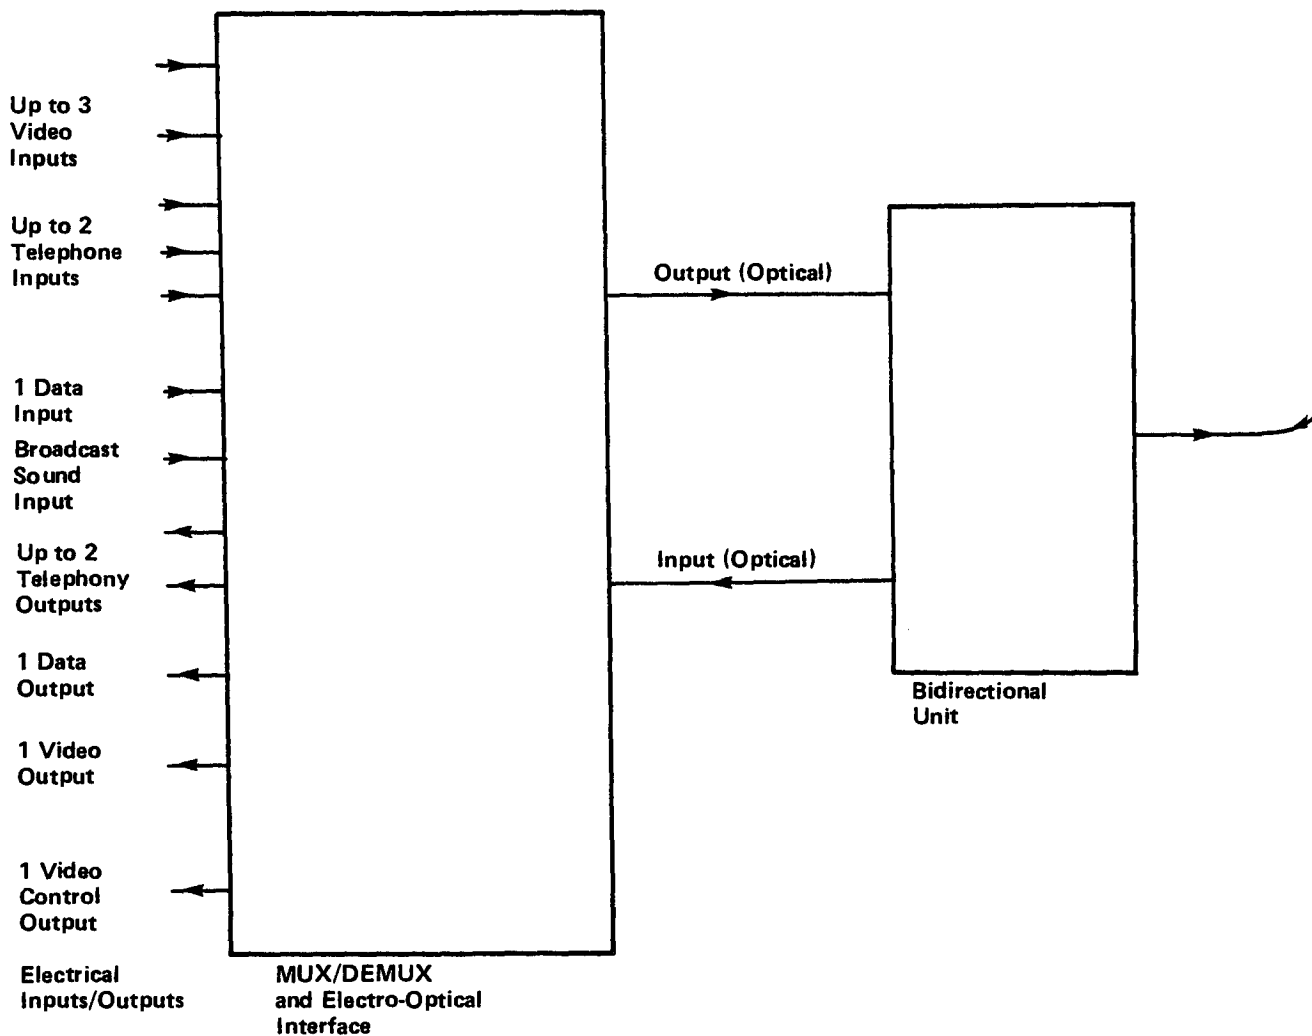 Up to 3
Video
Inputs
Up to 2
Telephone
Inputs
Output (Optical)
1 Data
Input
Broadcast
Sound
Input
Up to 2
Telephony
Outputs
Input (Optical)
1 Data
Output
Bidirectional
Unit
1 Video
Output
1 Video
Control
Output
Electrical
Inputs/Outputs
MUX/DEMUX
and Electro-Optical
Interface